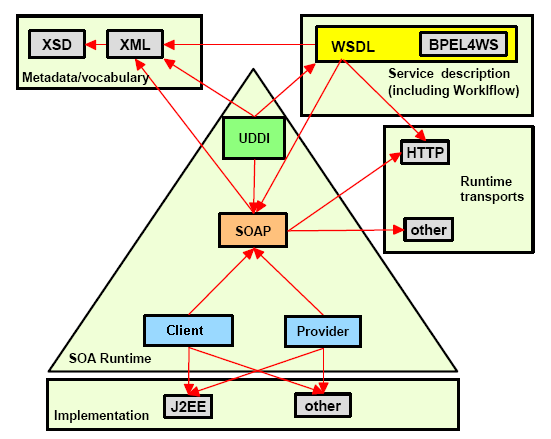 XSD
XML
Metadata/vocabulary
WSDL
BPEL4WS
Service description
(including Worklflow)
UDDI
HTTP
Runtime
transports
other
SOAP
Client
Provider
SOA Runtime
Implementation
J2EE
other